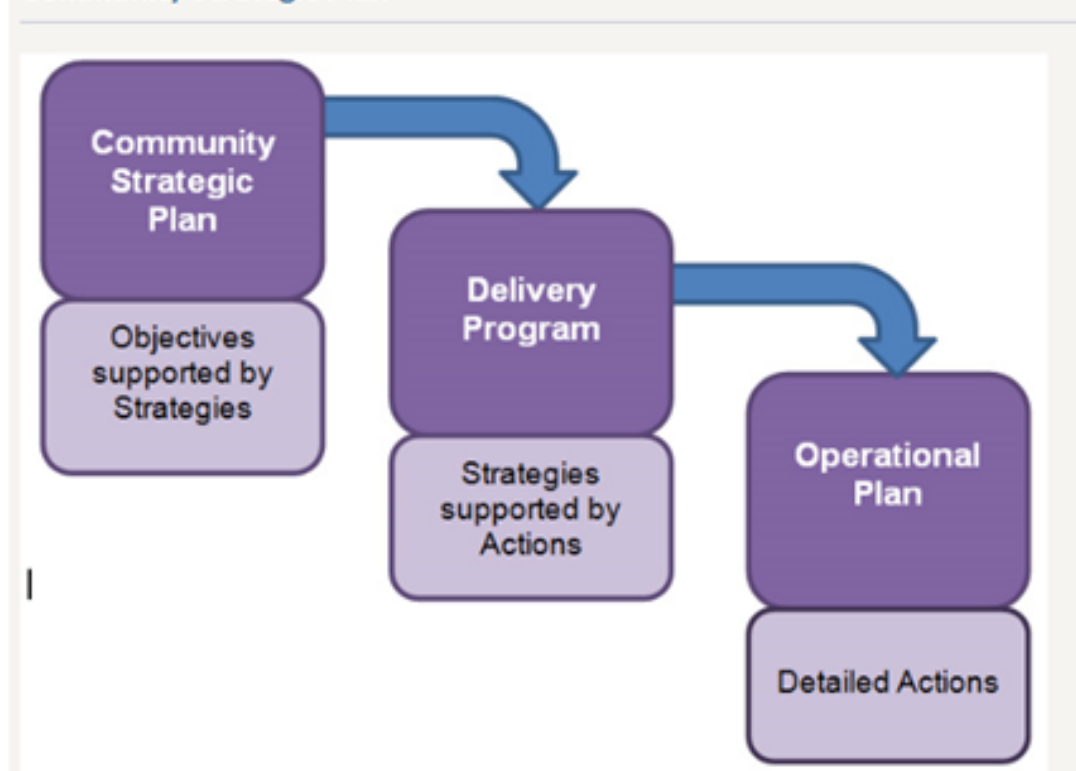 Community
Strategic
Plan
Objectives
supported by
Strategies
Delivery
Program
Strategies
supported by
Actions
Operational
Plan
Detailed Actions